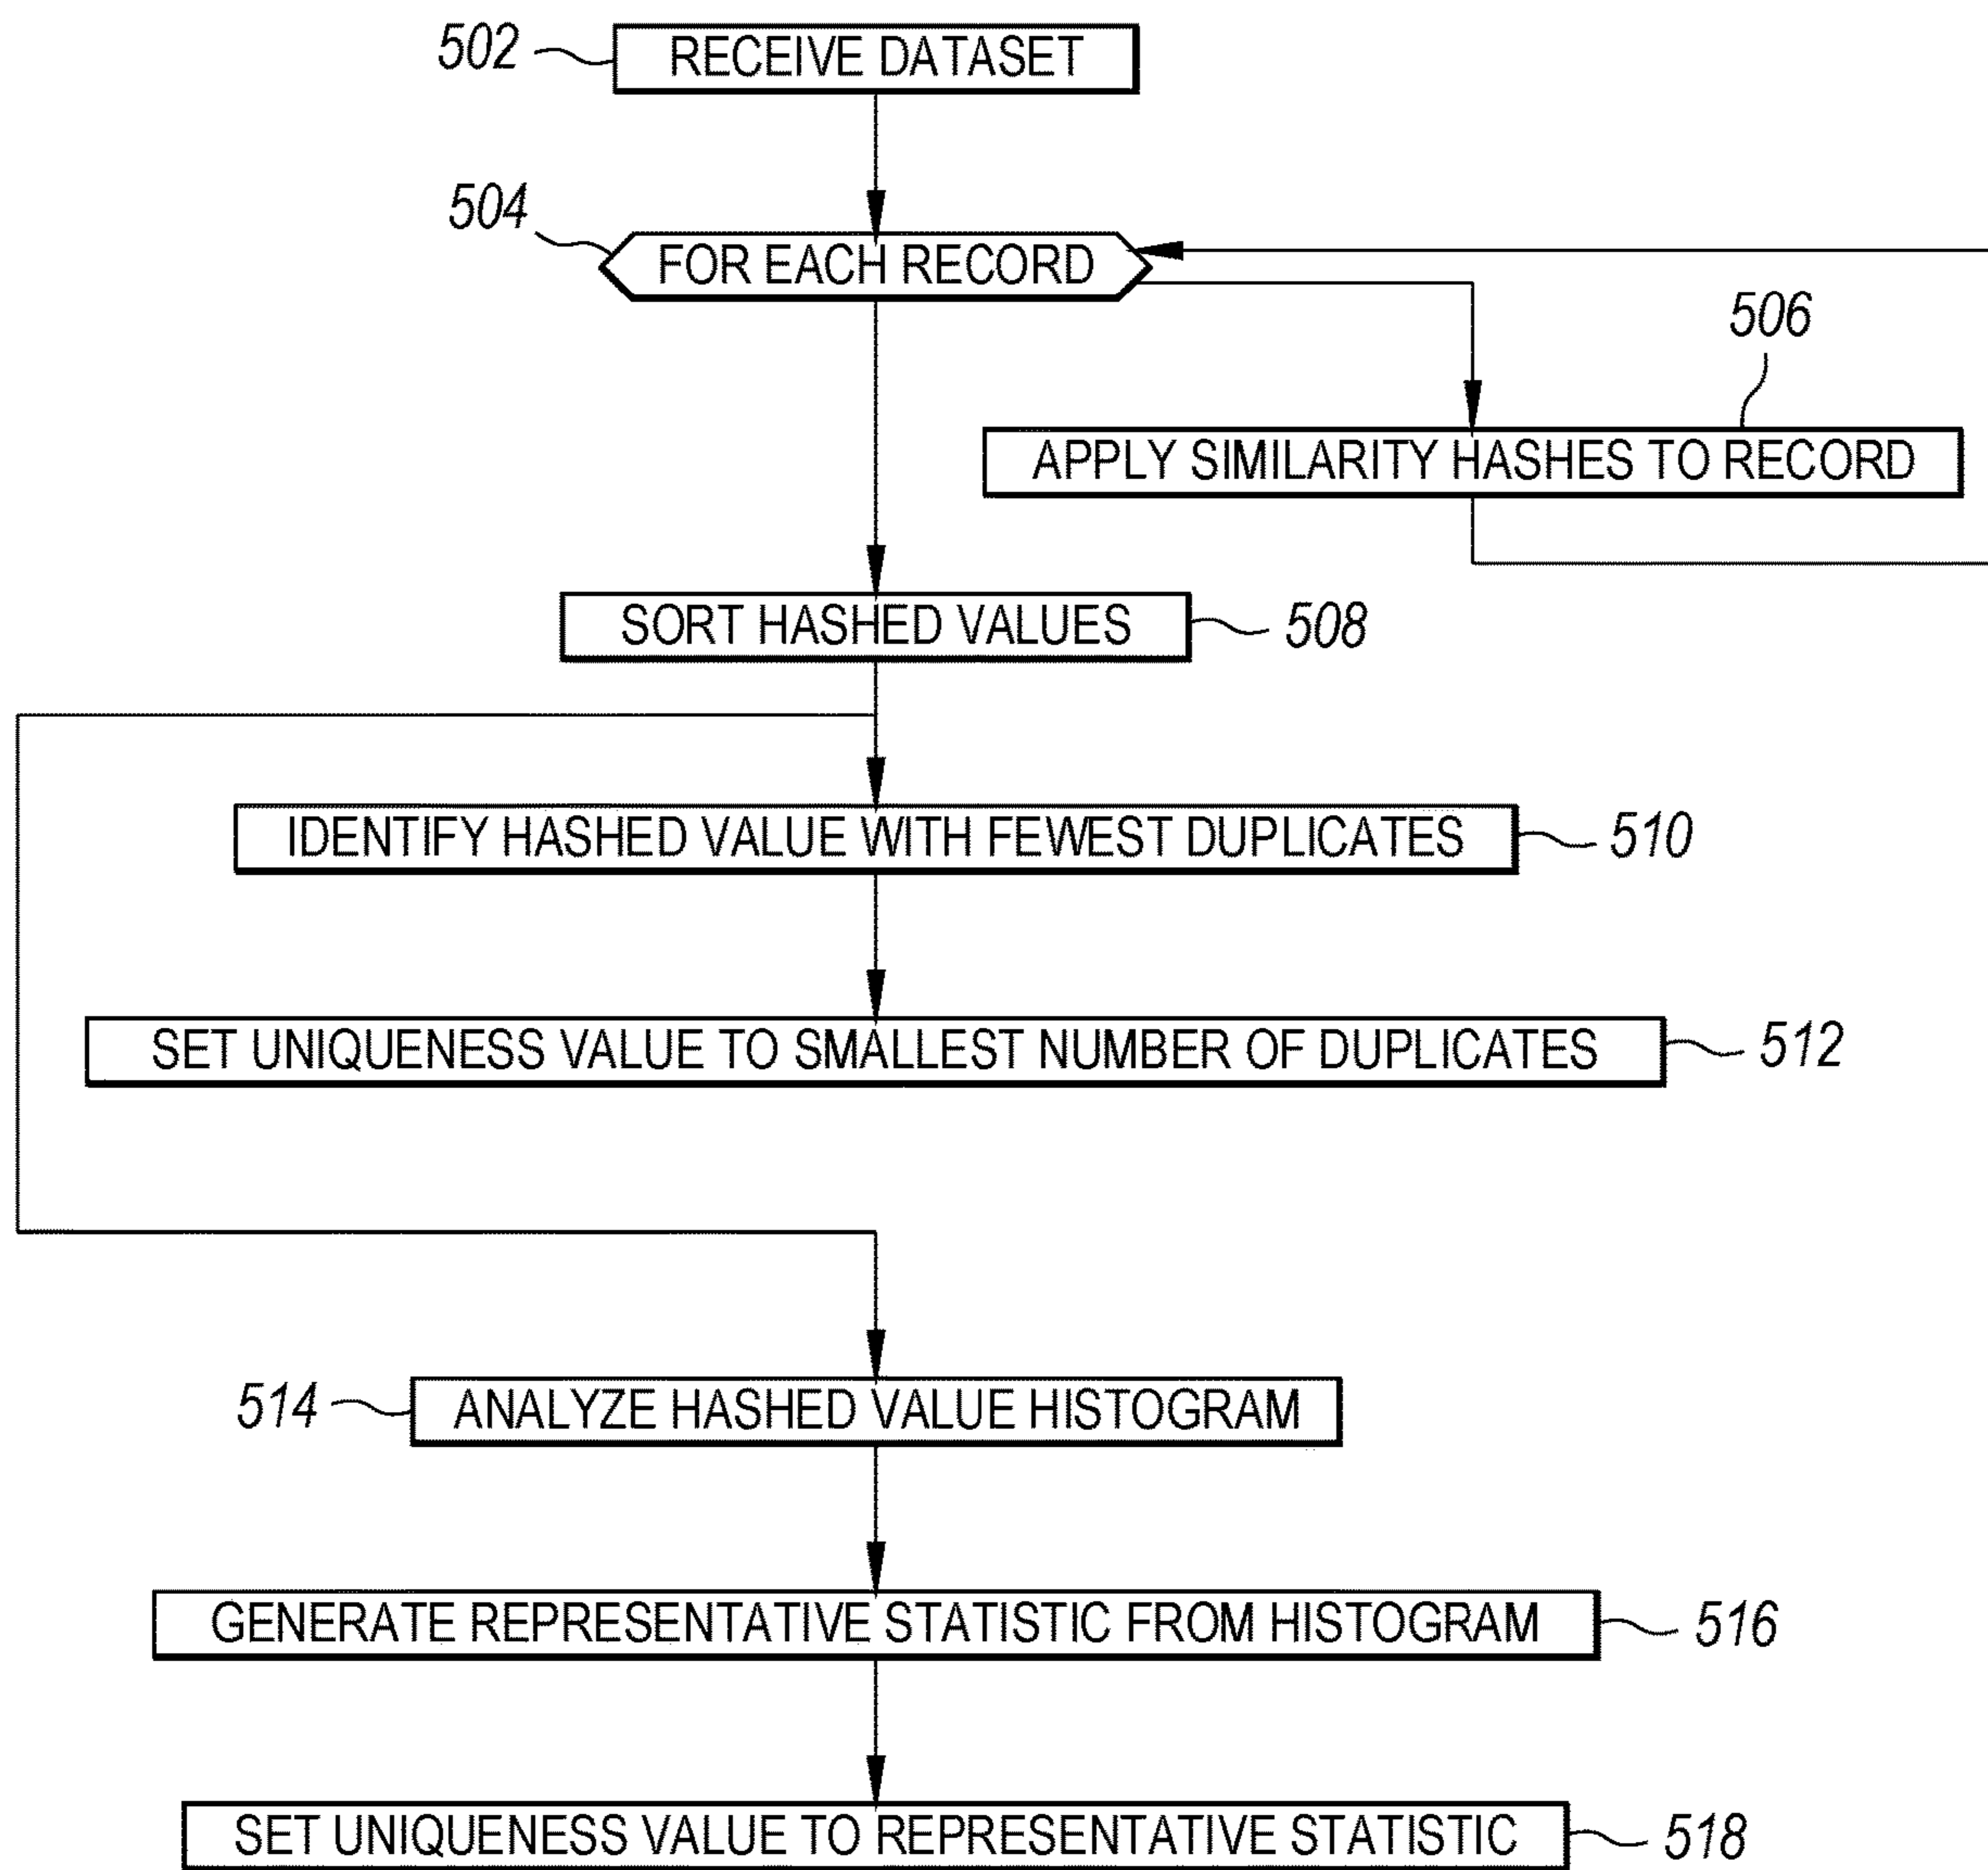 502
RECEIVE DATASET
504
FOR EACH RECORD
506
APPLY SIMILARITY HASHES TO RECORD
SORT HASHED VALUES
508
IDENTIFY HASHED VALUE WITH FEWEST DUPLICATES
510
SET UNIQUENESS VALUE TO SMALLEST NUMBER OF DUPLICATES
512
514
ANALYZE HASHED VALUE HISTOGRAM
GENERATE REPRESENTATIVE STATISTIC FROM HISTOGRAM
516
SET UNIQUENESS VALUE TO REPRESENTATIVE STATISTIC
518